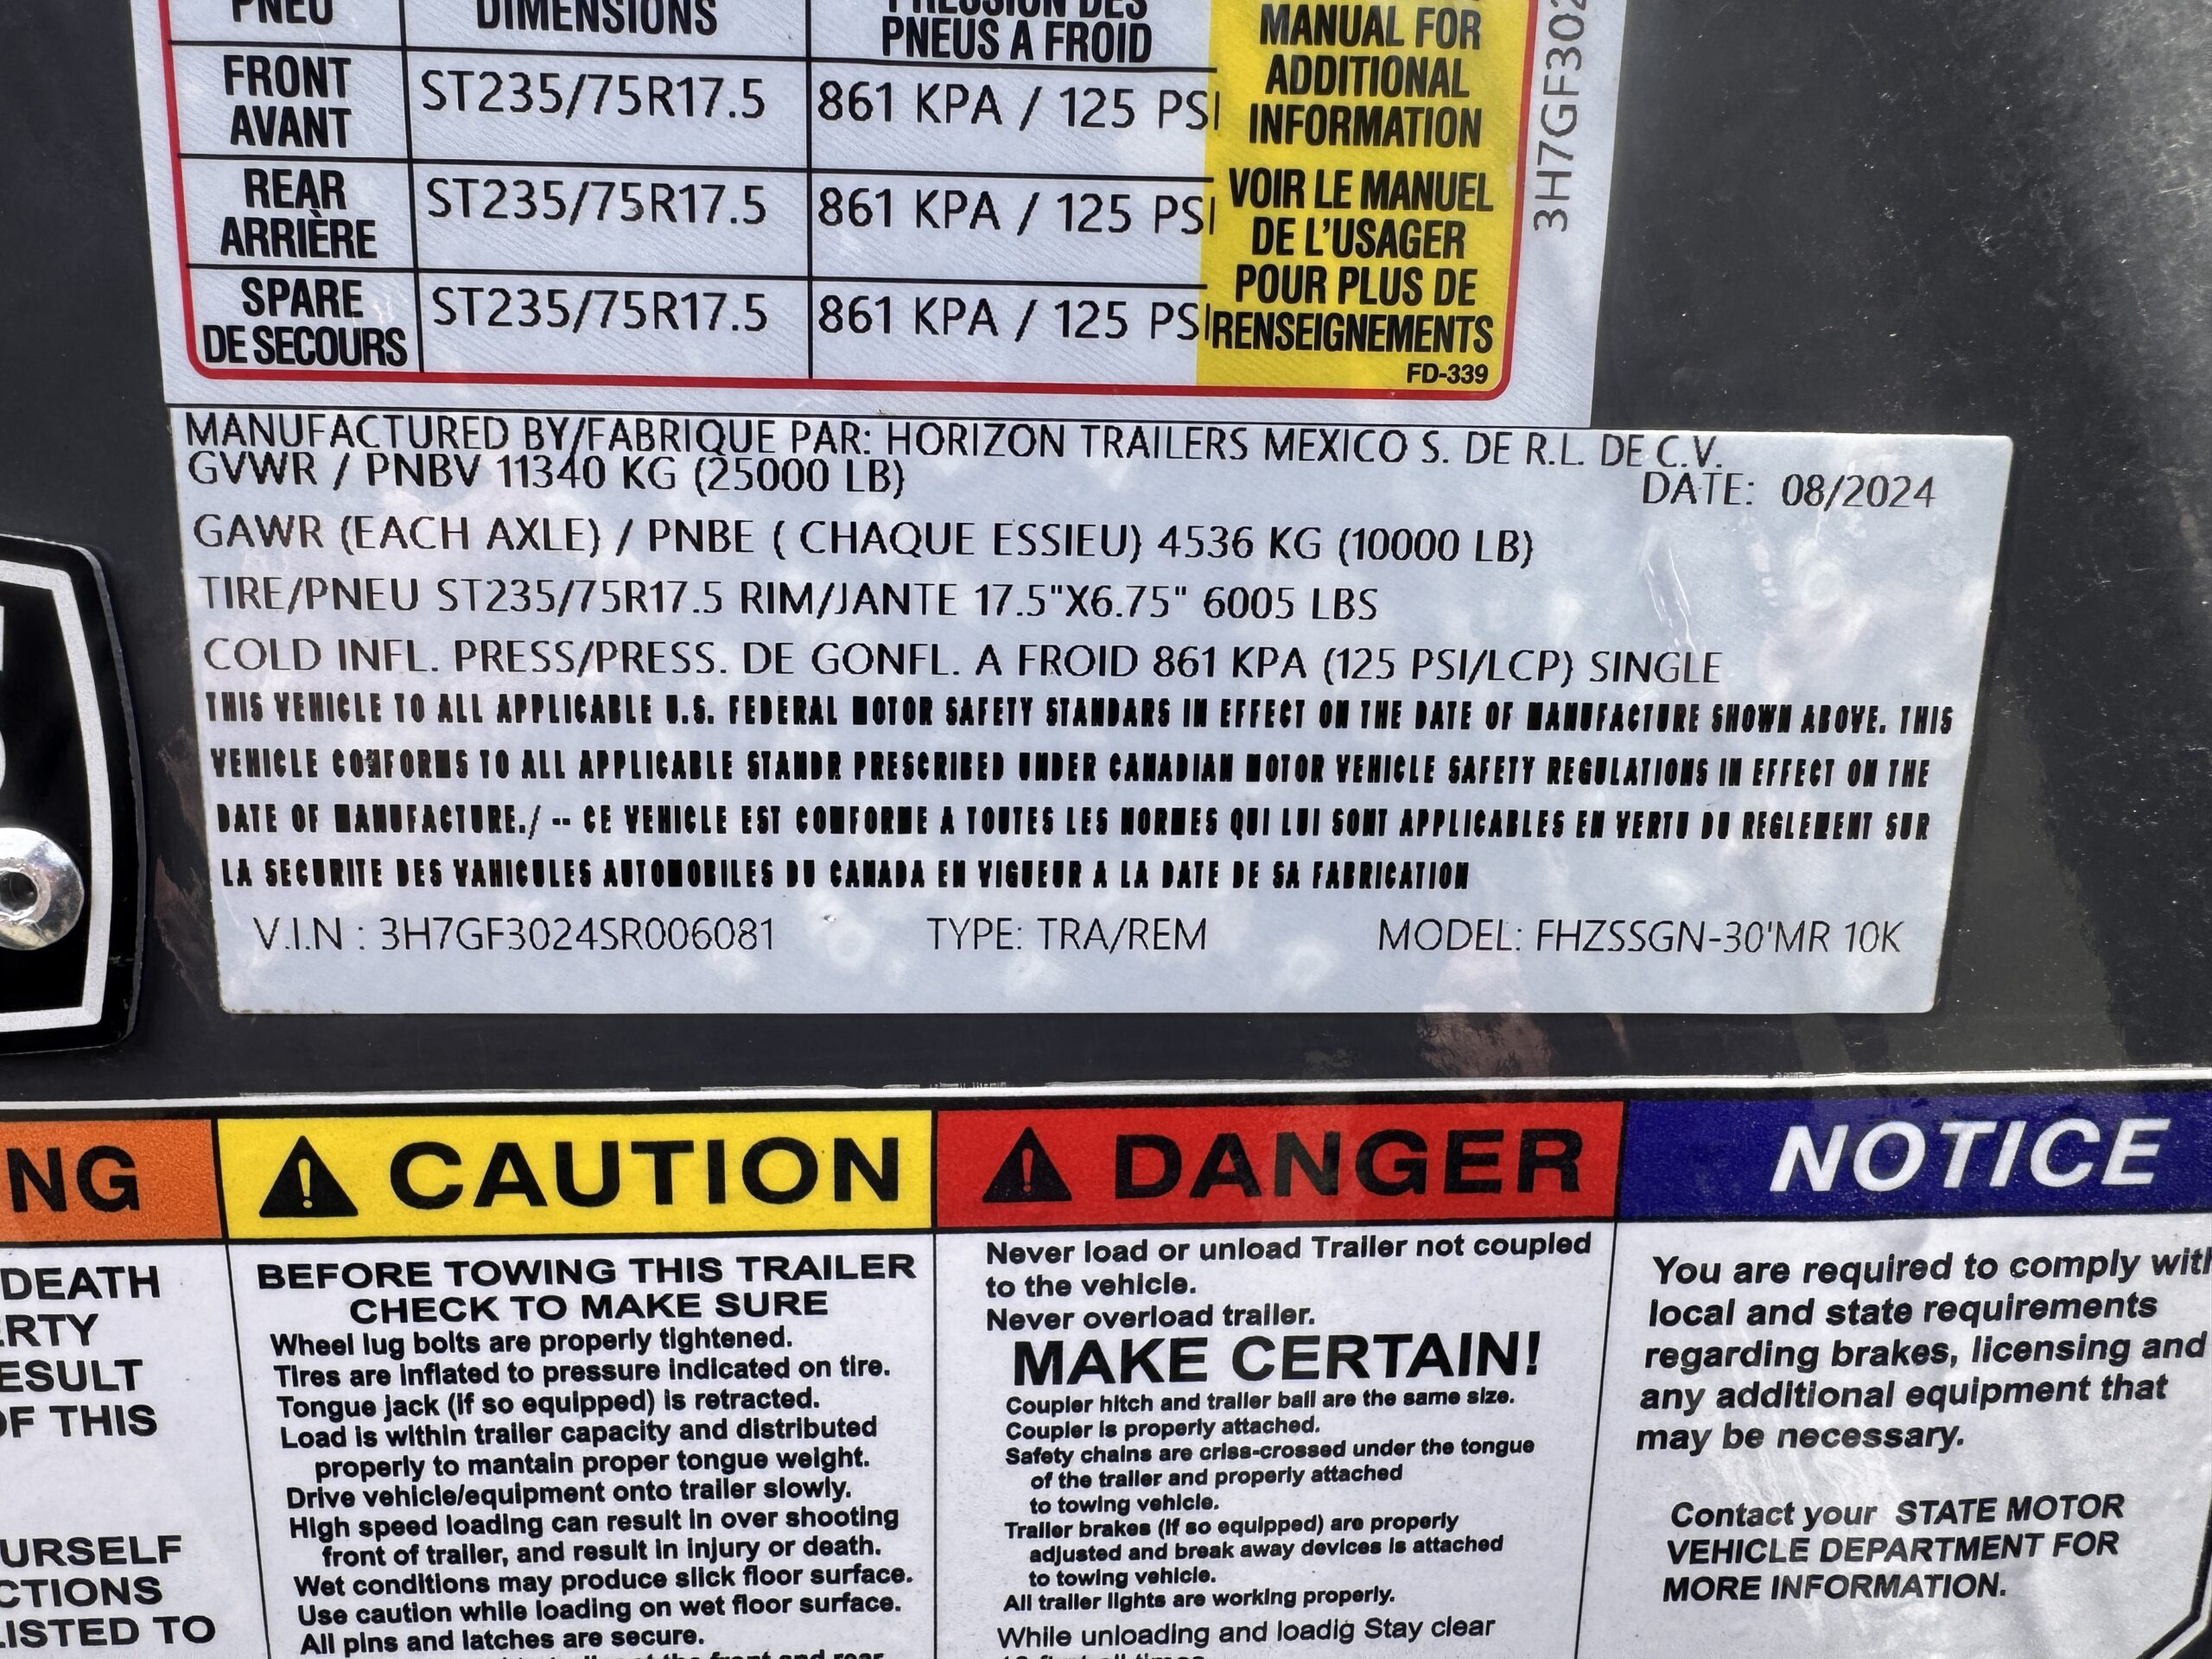 PNEU DIMENSIONS PRESSION DES
PNEUS A FROID
FRONT
AVANT
ST235/75R17.5
861 KPA / 125 PSI
REAR
ARRIÈRE
ST235/75R17.5
861 KPA / 125 PSI
SPARE
DE SECOURS
ST235/75R17.5
861 KPA / 125 PSI
MANUAL FOR
ADDITIONAL
INFORMATION
VOIR LE MANUEL
DE L'USAGER
POUR PLUS DE
RENSEIGNEMENTS
FD-339
3H7GF302
MANUFACTURED BY/FABRIQUE PAR: HORIZON TRAILERS MEXICO S. DE R.L. DE C.V.
GVWR / PNBV 11340 KG (25000 LB)
DATE: 08/2024
GAWR (EACH AXLE) / PNBE ( CHAQUE ESSIEU) 4536 KG (10000 LB)
TIRE/PNEU ST235/75R17.5 RIM/JANTE 17.5"X6.75" 6005 LBS
COLD INFL. PRESS/PRESS. DE GONFL. A FROID 861 KPA (125 PSI/LCP) SINGLE
THIS VEHICLE TO ALL APPLICABLE U.S. FEDERAL MOTOR SAFETY STANDARS IN EFFECT ON THE DATE OF MANUFACTURE SHOWN ABOVE. THIS
VEHICLE CONFORMS TO ALL APPLICABLE STANDR PRESCRIBED UNDER CANADIAN MOTOR VEHICLE SAFETY REGULATIONS IN EFFECT ON THE
DATE OF MANUFACTURE./ -- CE VEHICLE EST CONFORME A TOUTES LES NORMES QUI LUI SONT APPLICABLES EN VERTU DU REGLEMENT SUR
LA SECURITE DES VAHICULES AUTOMOBILES DU CANADA EN VIGUEUR A LA DATE DE SA FABRICATION
V.I.N : 3H7GF3024SR006081 TYPE: TRA/REM MODEL: FHZSSGN-30'MR 10K
NG
DEATH
ERTY
ESULT
OF THIS
URSELF
CTIONS
LISTED TO
CAUTION
BEFORE TOWING THIS TRAILER
CHECK TO MAKE SURE
Wheel lug bolts are properly tightened.
Tires are inflated to pressure indicated on tire.
Tongue jack (if so equipped) is retracted.
Load is within trailer capacity and distributed
properly to mantain proper tongue weight.
Drive vehicle/equipment onto trailer slowly.
High speed loading can result in over shooting
front of trailer, and result in injury or death.
Wet conditions may produce slick floor surface.
Use caution while loading on wet floor surface.
All pins and latches are secure.
DANGER
Never load or unload Trailer not coupled
to the vehicle.
Never overload trailer.
MAKE CERTAIN!
Coupler hitch and trailer ball are the same size.
Coupler is properly attached.
Safety chains are criss-crossed under the tongue
of the trailer and properly attached
to towing vehicle.
Trailer brakes (if so equipped) are properly
adjusted and break away devices is attached
to towing vehicle.
All trailer lights are working properly.
While unloading and loadig Stay clear
NOTICE
You are required to comply with
local and state requirements
regarding brakes, licensing and
any additional equipment that
may be necessary.
Contact your STATE MOTOR
VEHICLE DEPARTMENT FOR
MORE INFORMATION.